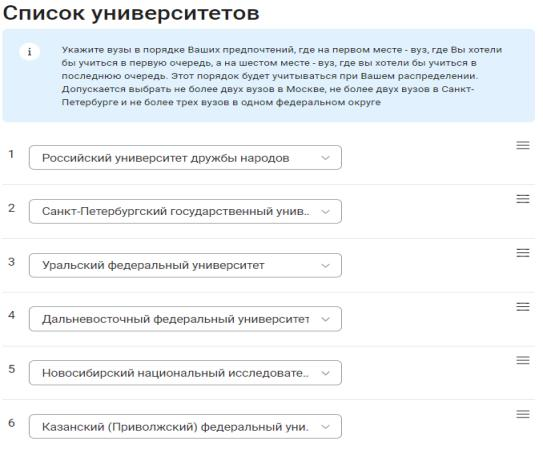 Список университетов
i
Укажите вузы в порядке Ваших предпочтений, где на первом месте - вуз, где Вы хотели
бы учиться в первую очередь, а на шестом месте - вуз, где вы хотели бы учиться в
последнюю очередь. Этот порядок будет учитываться при Вашем распределении.
Допускается выбрать не более двух вузов в Москве, не более двух вузов в Санкт-
Петербурге и не более трех вузов в одном федеральном округе
1 Российский университет дружбы народов
2 Санкт-Петербургский государственный унив..
3 Уральский федеральный университет
4 Дальневосточный федеральный университет
5 Новосибирский национальный исследовате..
6 Казанский (Приволжский) федеральный уни.